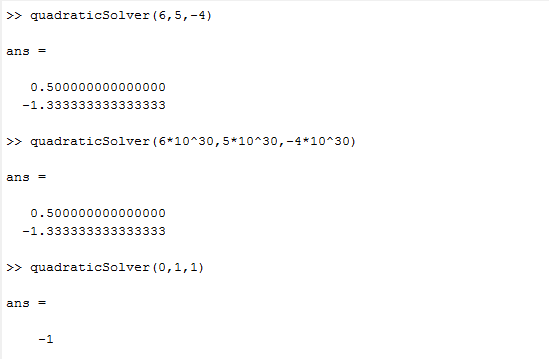 >> quadraticSolver(6,5,-4)
ans =
0.500000000000000
-1.333333333333333
>> quadraticSolver(6*10^30,5*10^30,-4*10^30)
ans =
0.500000000000000
-1.333333333333333
>> quadraticSolver(0,1,1)
ans =
-1